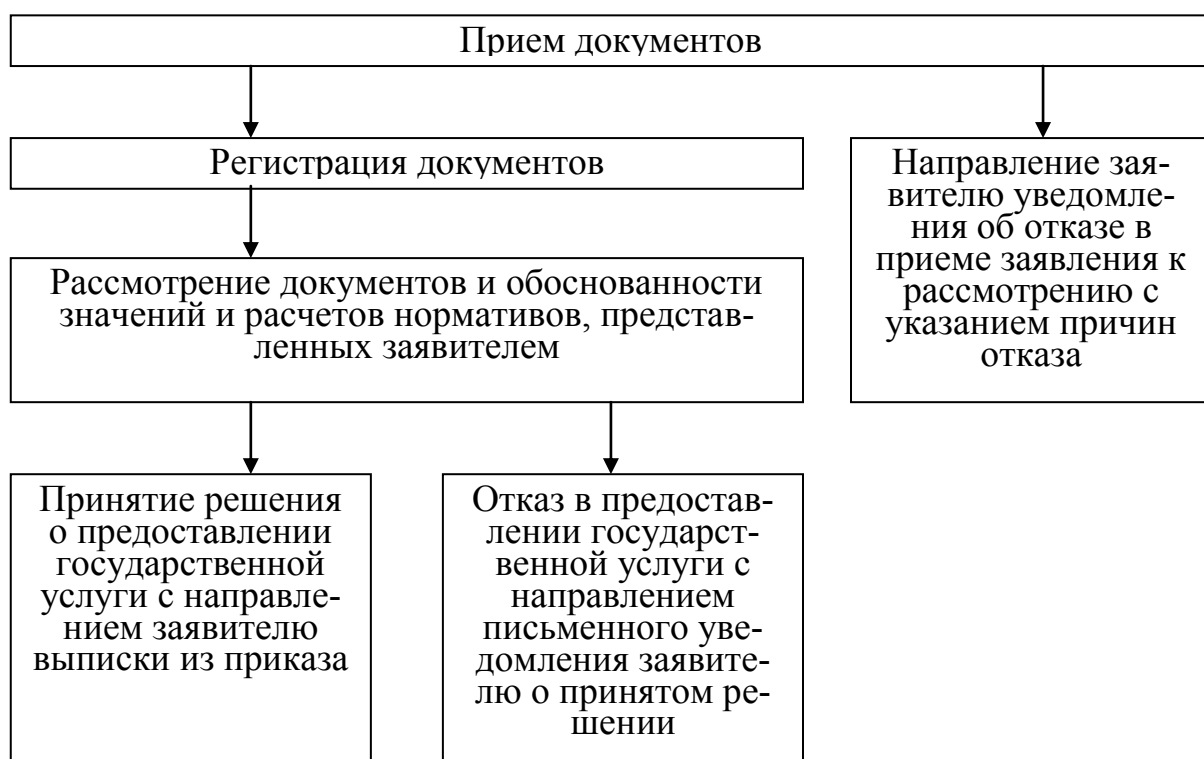 Прием документов
Регистрация документов
Направление зая-
вителю уведомле-
ния об отказе в
приеме заявления к
рассмотрению с
указанием причин
отказа
Рассмотрение документов и обоснованности
значений и расчетов нормативов, представ-
ленных заявителем
Принятие решения
о предоставлении
государственной
услуги с направле-
нием заявителю
выписки из приказа
Отказ в предостав-
лении государст-
венной услуги с
направлением
письменного уве-
домления заявите-
лю о принятом ре-
шении